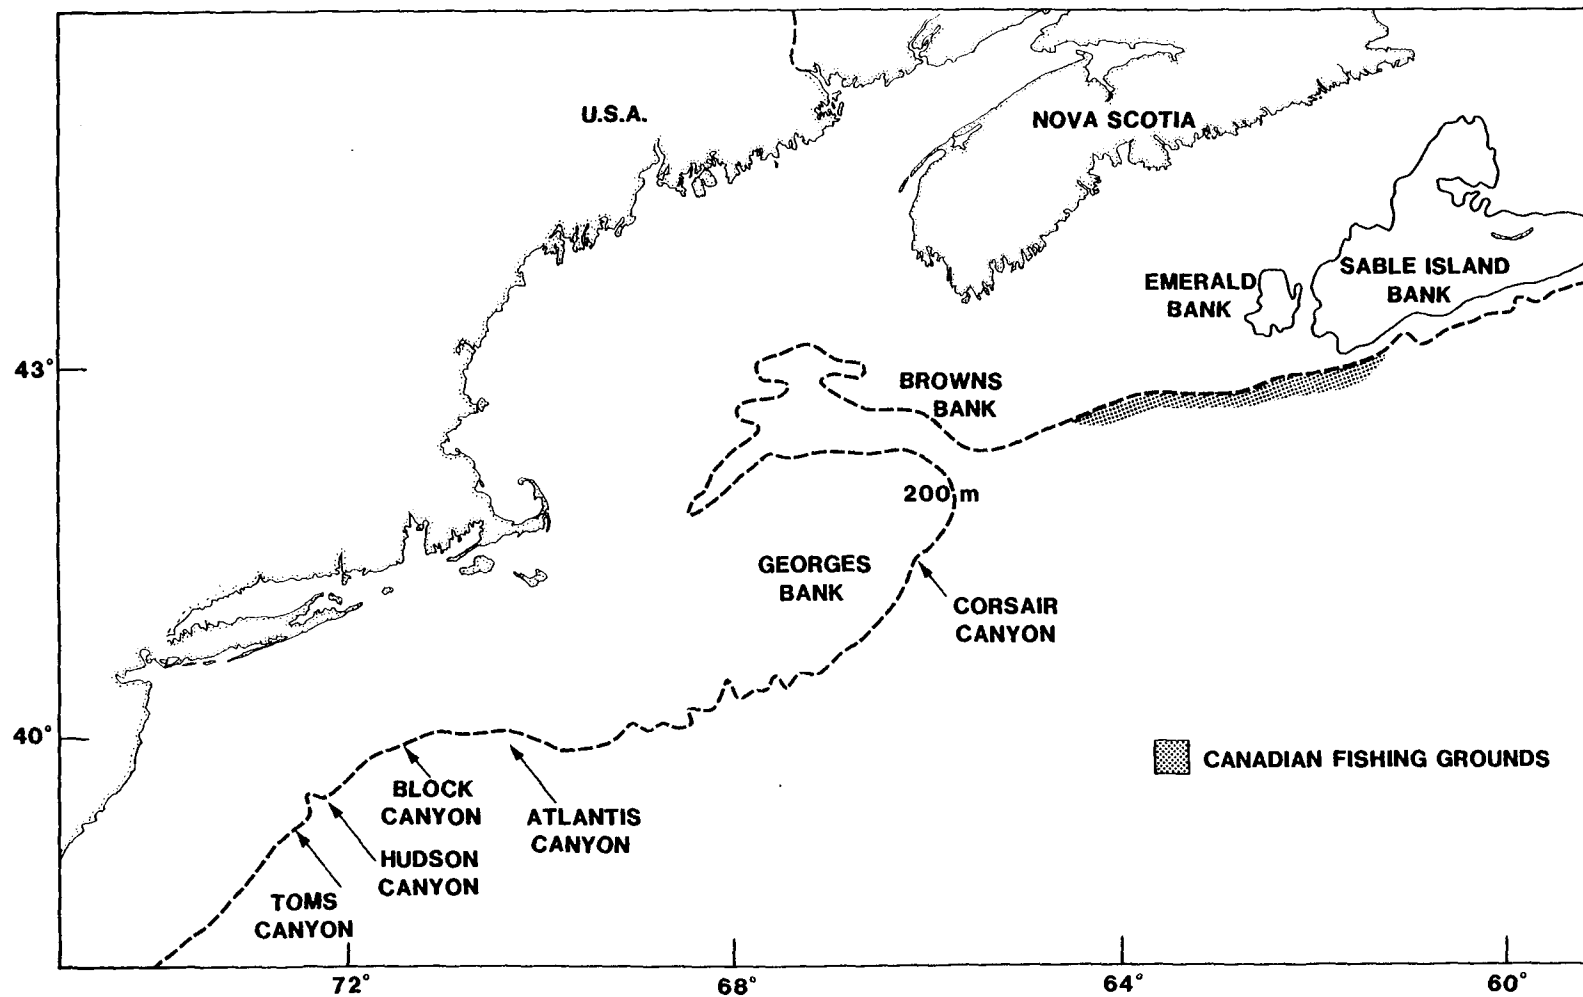 U.S.A.
NOVA SCOTIA
EMERALD
BANK
SABLE ISLAND
BANK
43°
BROWNS
BANK
200 m
GEORGES
BANK
CORSAIR
CANYON
40°
BLOCK
CANYON
ATLANTIS
CANYON
HUDSON
CANYON
TOMS
CANYON
CANADIAN FISHING GROUNDS
72°
68°
64°
60°